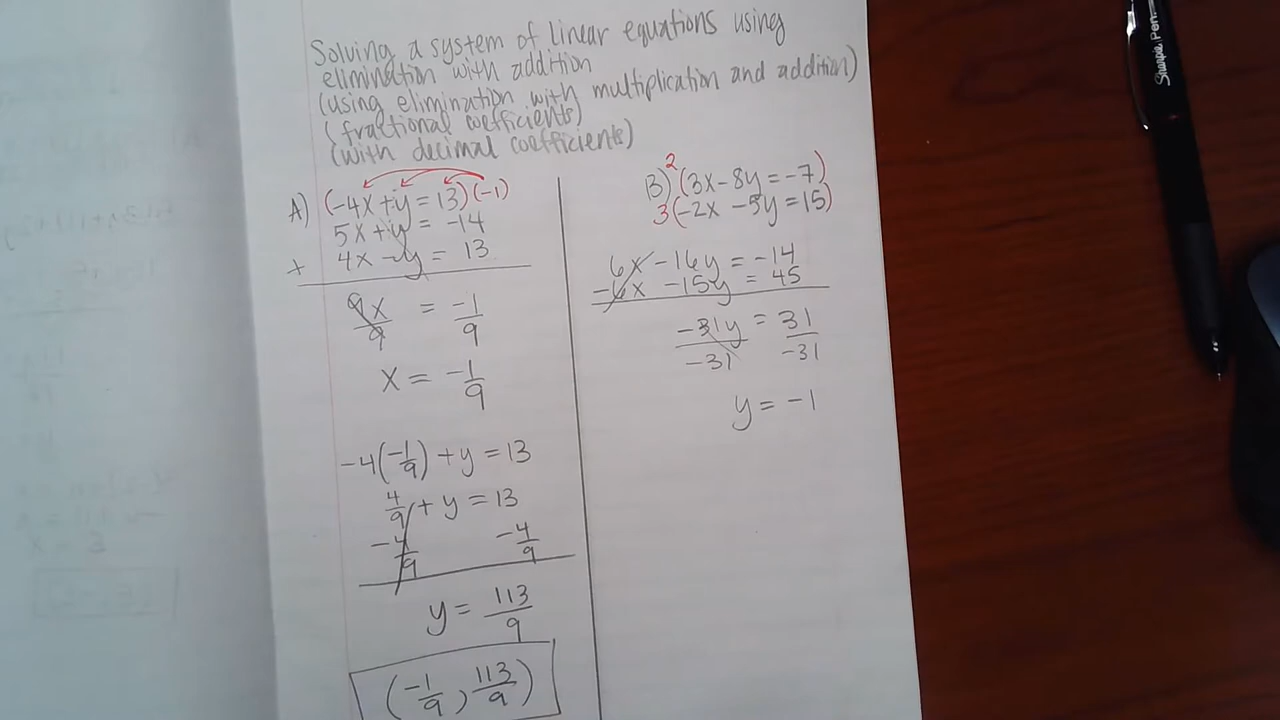 Solving a system of linear equations using
elimination with addition
(using elimination with multiplication and addition)
(fractional coefficients)
(with decimal coefficients)
A) (-4x + y = 13)(-1)
5x + y = -14
+ 4x - y = 13
9x/9 = -1/9
x = -1/9
-4(-1/9) + y = 13
4/9 + y = 13
-4/9 -4/9
y = 113/9
(-1/9, 113/9)
B) 2(3x - 8y = -7)
3(-2x - 5y = 15)
6x - 16y = -14
-6x - 15y = 45
-31y/-31 = 31/-31
y = -1
Sharpie Pen.